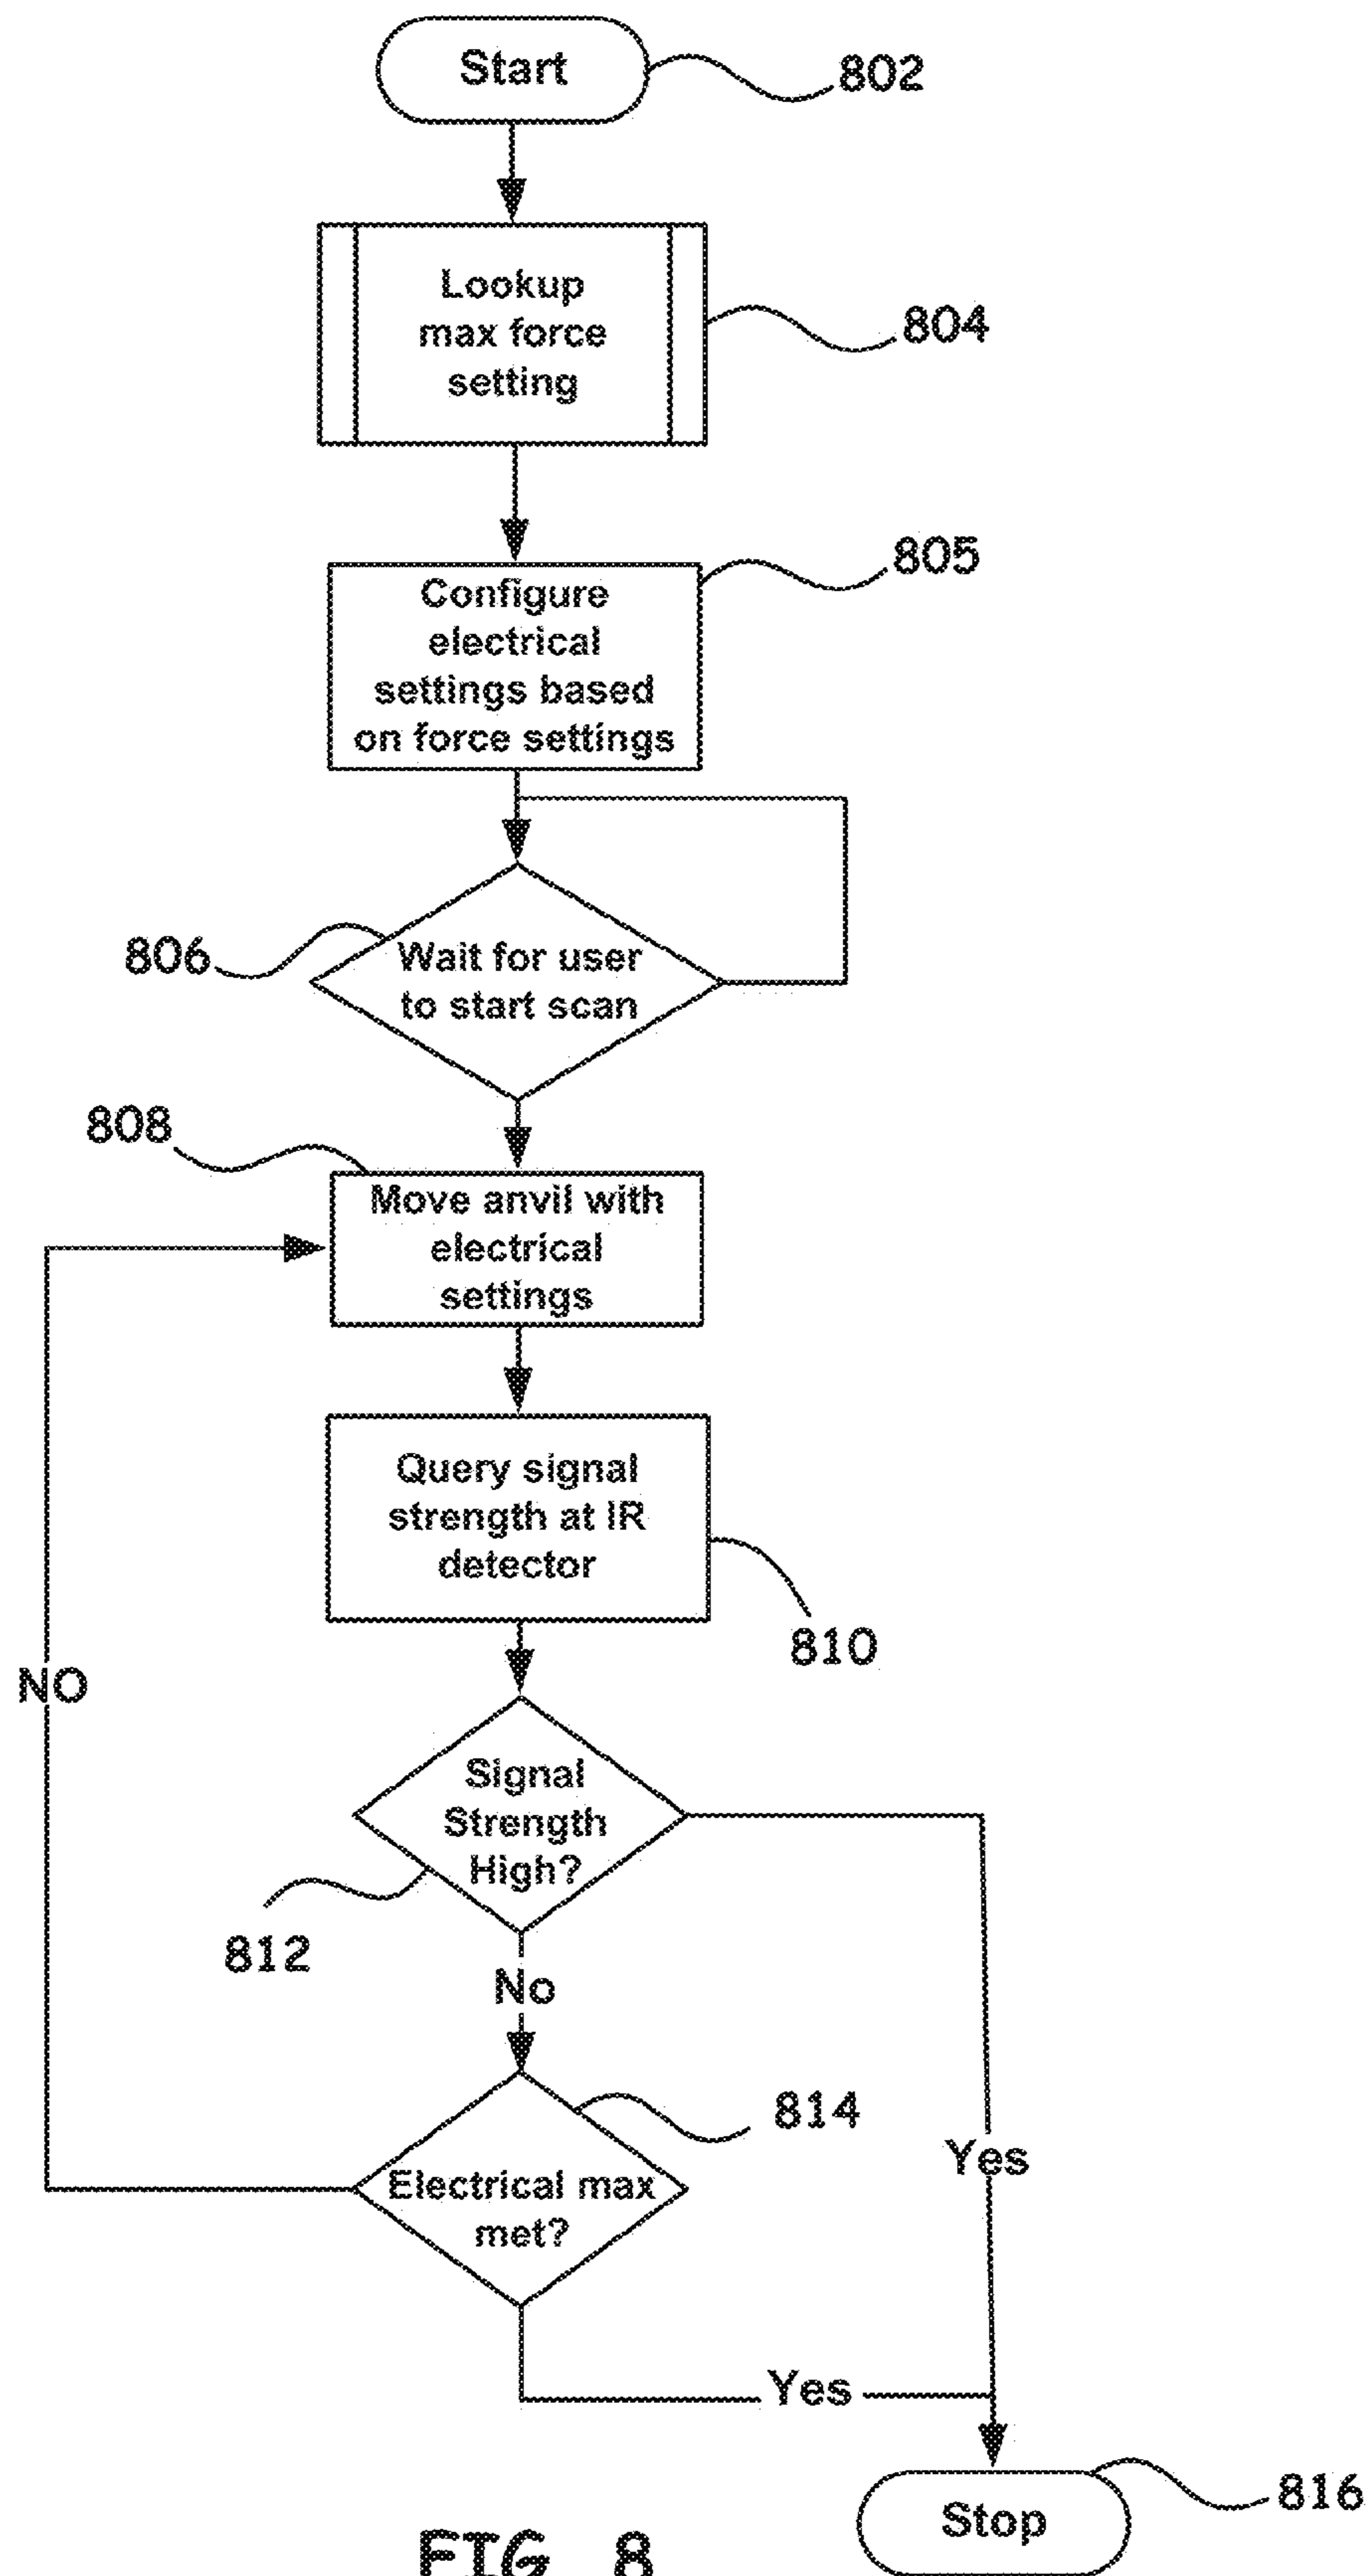 Start
802
Lookup
max force
setting
804
805
Configure
electrical
settings based
on force settings
806
Wait for user
to start scan
808
Move anvil with
electrical
settings
Query signal
strength at IR
detector
810
NO
Signal
Strength
High?
812
No
814
Yes
Electrical max
met?
Yes
816
Stop
FIG. 8